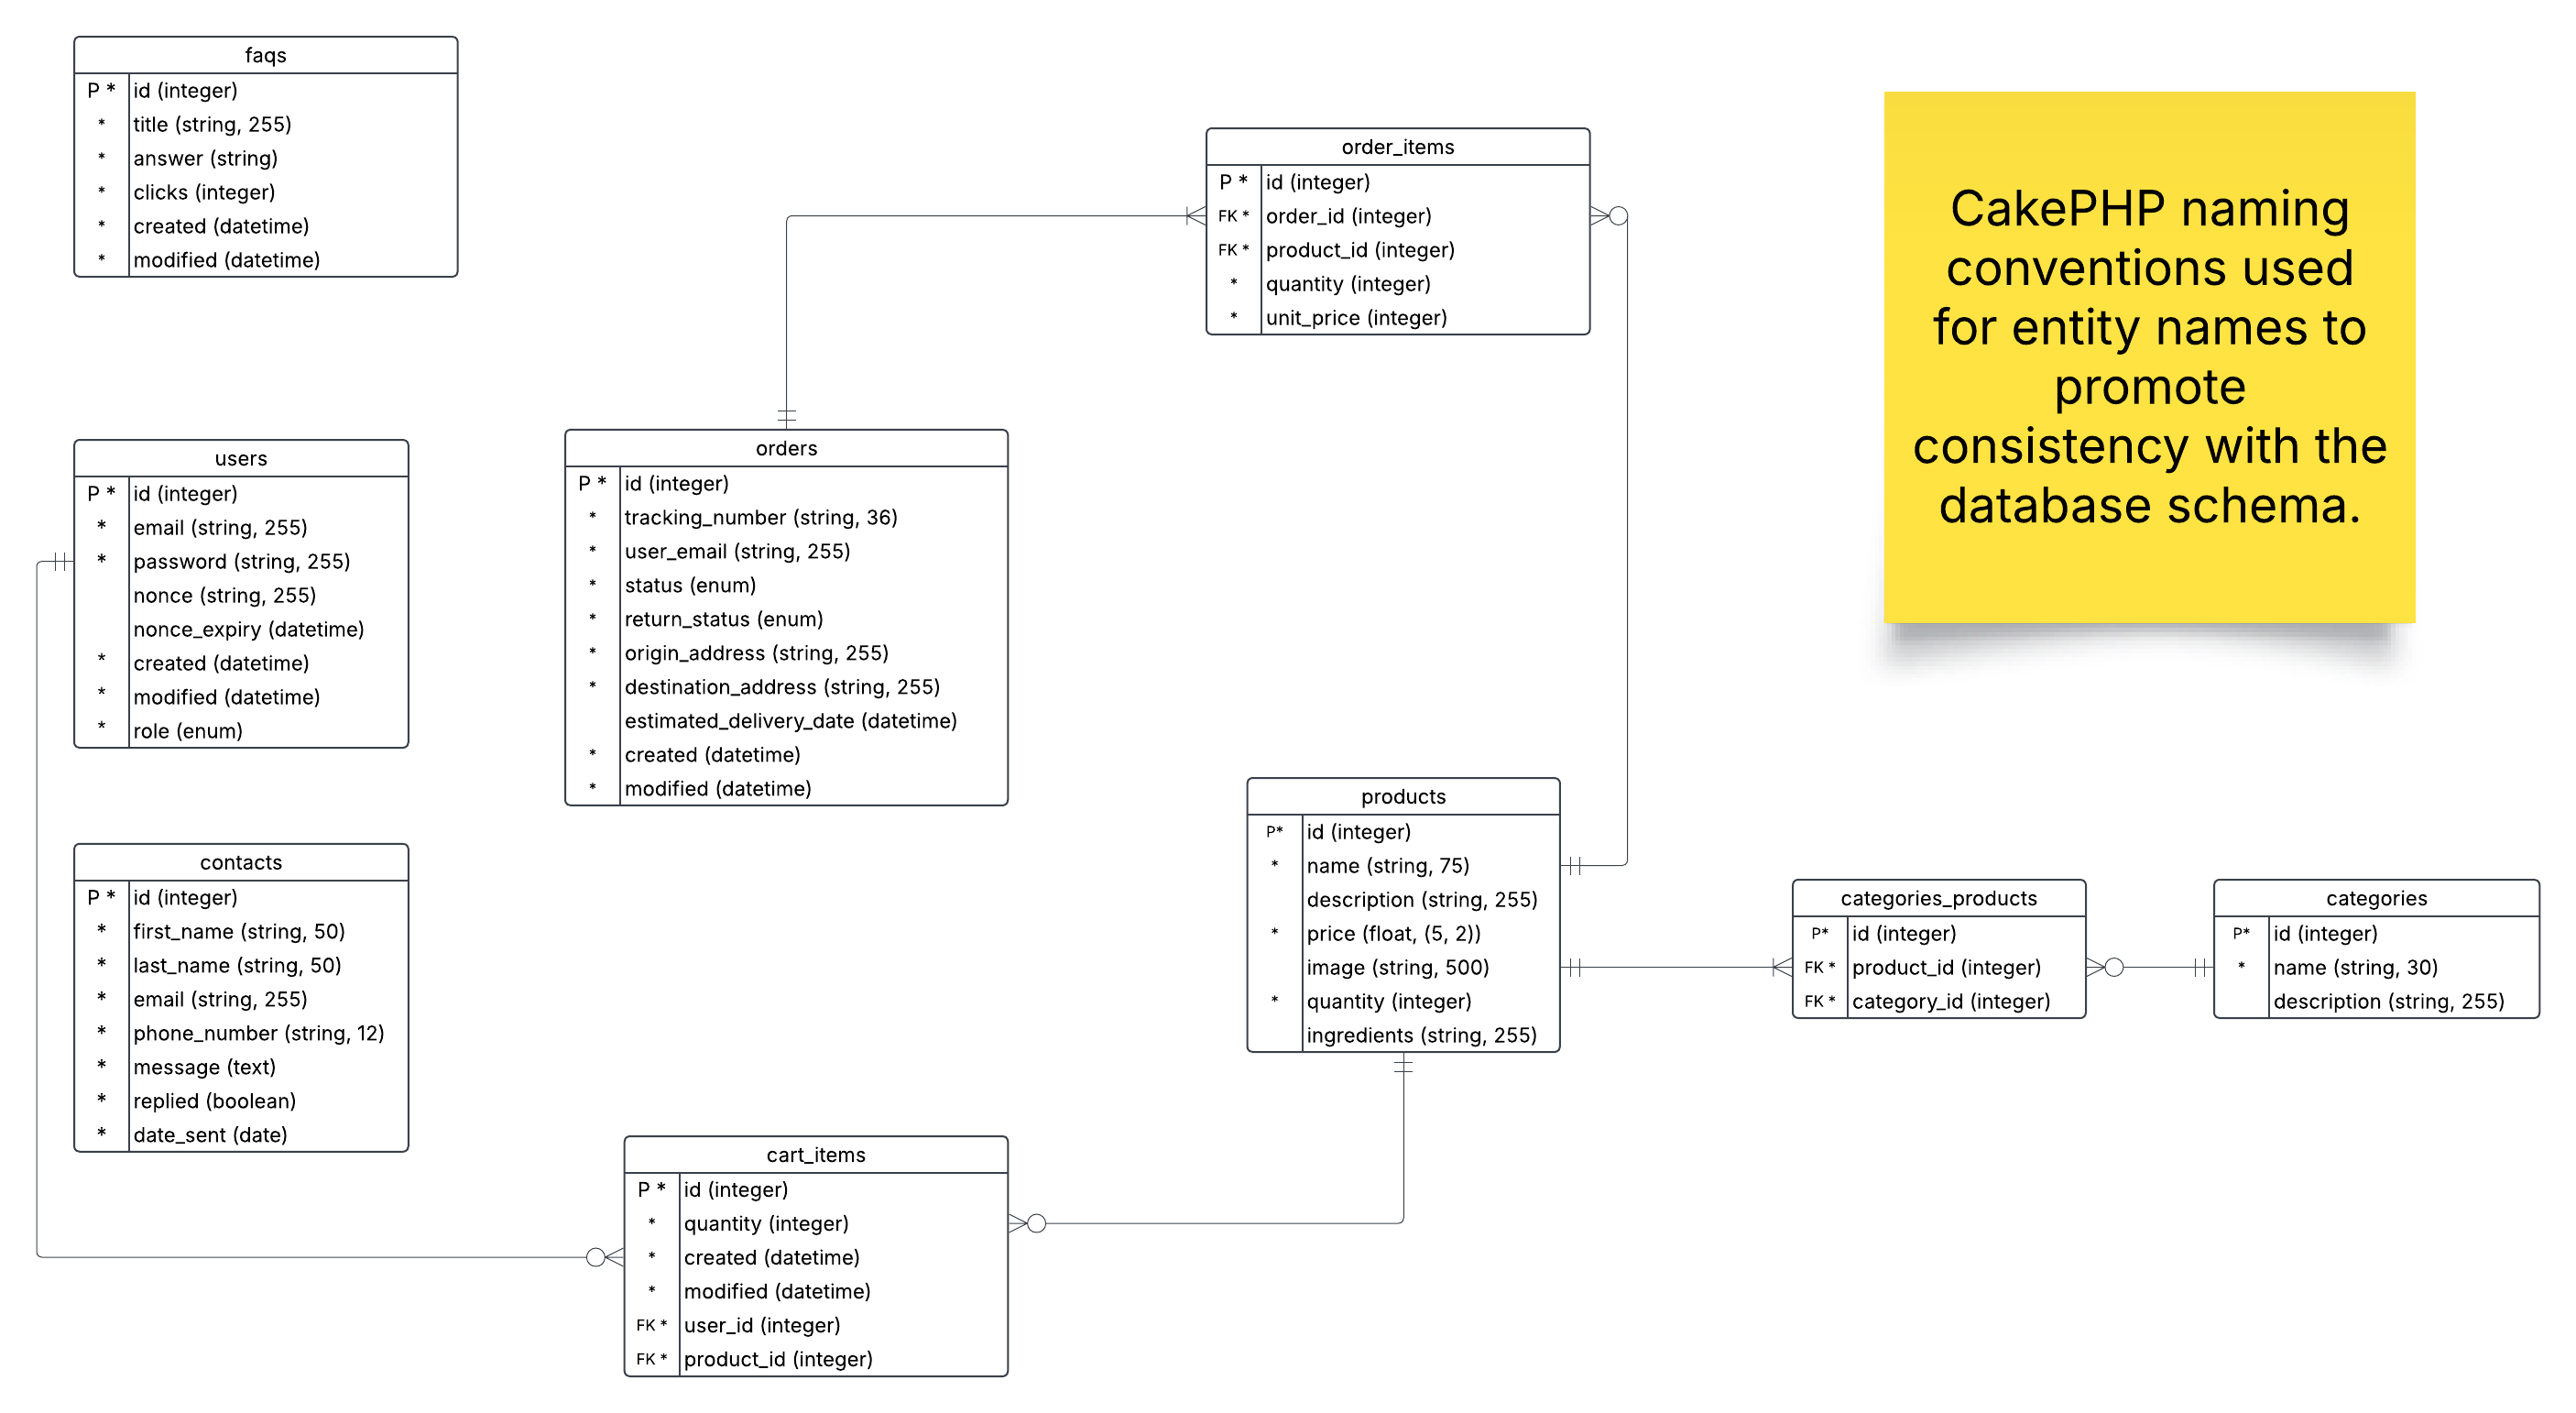 faqs
P * id (integer)
* title (string, 255)
* answer (string)
* clicks (integer)
* created (datetime)
* modified (datetime)
order_items
P * id (integer)
FK * order_id (integer)
FK * product_id (integer)
* quantity (integer)
* unit_price (integer)
CakePHP naming
conventions used
for entity names to
promote
consistency with the
database schema.
users
P * id (integer)
* email (string, 255)
* password (string, 255)
nonce (string, 255)
nonce_expiry (datetime)
* created (datetime)
* modified (datetime)
* role (enum)
orders
P * id (integer)
* tracking_number (string, 36)
* user_email (string, 255)
* status (enum)
* return_status (enum)
* origin_address (string, 255)
* destination_address (string, 255)
estimated_delivery_date (datetime)
* created (datetime)
* modified (datetime)
products
P* id (integer)
* name (string, 75)
description (string, 255)
* price (float, (5, 2))
image (string, 500)
* quantity (integer)
ingredients (string, 255)
categories_products
P* id (integer)
FK * product_id (integer)
FK * category_id (integer)
categories
P* id (integer)
* name (string, 30)
description (string, 255)
contacts
P * id (integer)
* first_name (string, 50)
* last_name (string, 50)
* email (string, 255)
* phone_number (string, 12)
* message (text)
* replied (boolean)
* date_sent (date)
cart_items
P * id (integer)
* quantity (integer)
* created (datetime)
* modified (datetime)
FK * user_id (integer)
FK * product_id (integer)